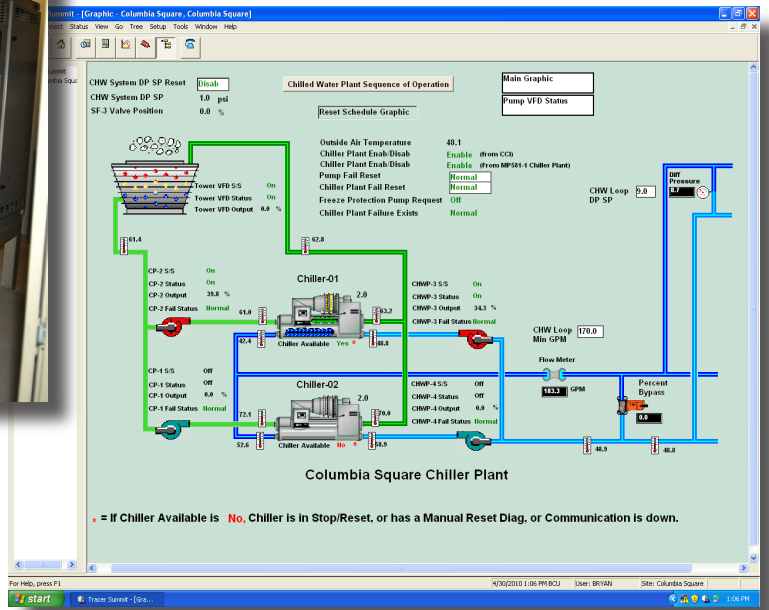 Summit - [Graphic - Columbia Square, Columbia Square]
nnect Status View Go Tree Setup Tools Window Help
ummit
mbia Squa
CHW System DP SP Reset Disab
CHW System DP SP 1.0 psi
SF-3 Valve Position 0.0 %
Chilled Water Plant Sequence of Operation
Reset Schedule Graphic
Main Graphic
Pump VFD Status
Outside Air Temperature 48.1
Chiller Plant Enab/Disab Enable (from CCI)
Chiller Plant Enab/Disab Enable (From MP581-1 Chiller Plant)
Pump Fail Reset Normal
Chiller Plant Fail Reset Normal
Freeze Protection Pump Request Off
Chiller Plant Failure Exists Normal
Tower VFD S/S On
Tower VFD Status On
Tower VFD Output 0.0 %
CHW Loop DP SP 9.0
Diff Pressure
8.7
61.4
62.8
CP-2 S/S On
CP-2 Status On
CP-2 Output 39.8 %
CP-2 Fail Status Normal
61.0
42.4
Chiller-01
2.0
63.2
48.8
Chiller Available Yes *
CHWP-3 S/S On
CHWP-3 Status On
CHWP-3 Output 34.3 %
CHWP-3 Fail Status Normal
CHW Loop Min GPM 170.0
Flow Meter
183.3 GPM
Percent Bypass
0.0
CP-1 S/S Off
CP-1 Status Off
CP-1 Output 0.0 %
CP-1 Fail Status Normal
72.1
52.6
Chiller-02
2.0
70.0
58.9
Chiller Available No *
CHWP-4 S/S Off
CHWP-4 Status Off
CHWP-4 Output 0.0 %
CHWP-4 Fail Status Normal
48.9
48.8
Columbia Square Chiller Plant
* = If Chiller Available is No, Chiller is in Stop/Reset, or has a Manual Reset Diag, or Communication is down.
For Help, press F1
4/30/2010 1:06 PM BCU
User: BRYAN
Site: Columbia Square
start
Tracer Summit - [Gra...
1:06 PM